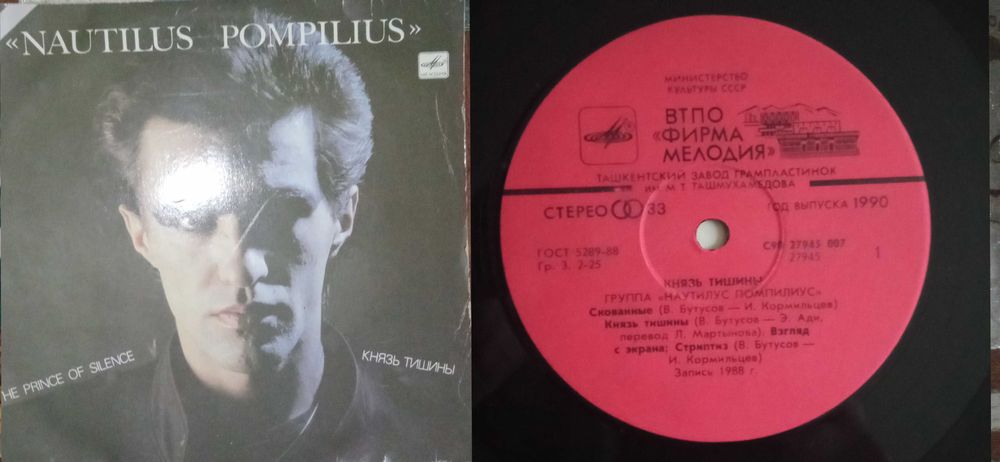 «NAUTILUS POMPILIUS»
THE PRINCE OF SILENCE
КНЯЗЬ ТИШИНЫ
МИНИСТЕРСТВО
КУЛЬТУРЫ СССР
ВТПО
«ФИРМА
МЕЛОДИЯ»
ТАШКЕНТСКИЙ ЗАВОД ГРАМПЛАСТИНОК
ИМ. М. Т. ТАШМУХАМЕДОВА
СТЕРЕО 33
ГОД ВЫПУСКА 1990
ГОСТ 5289-88
Гр. 3. 2-25
С90 27945 007
27945
1
КНЯЗЬ ТИШИНЫ
ГРУППА «НАУТИЛУС ПОМПИЛИУС»
Скованные (В. Бутусов — И. Кормильцев)
Князь тишины (В. Бутусов — Э. Ади,
перевод Л. Мартынова). Взгляд
с экрана; Стриптиз (В. Бутусов —
И. Кормильцев)
Запись 1988 г.